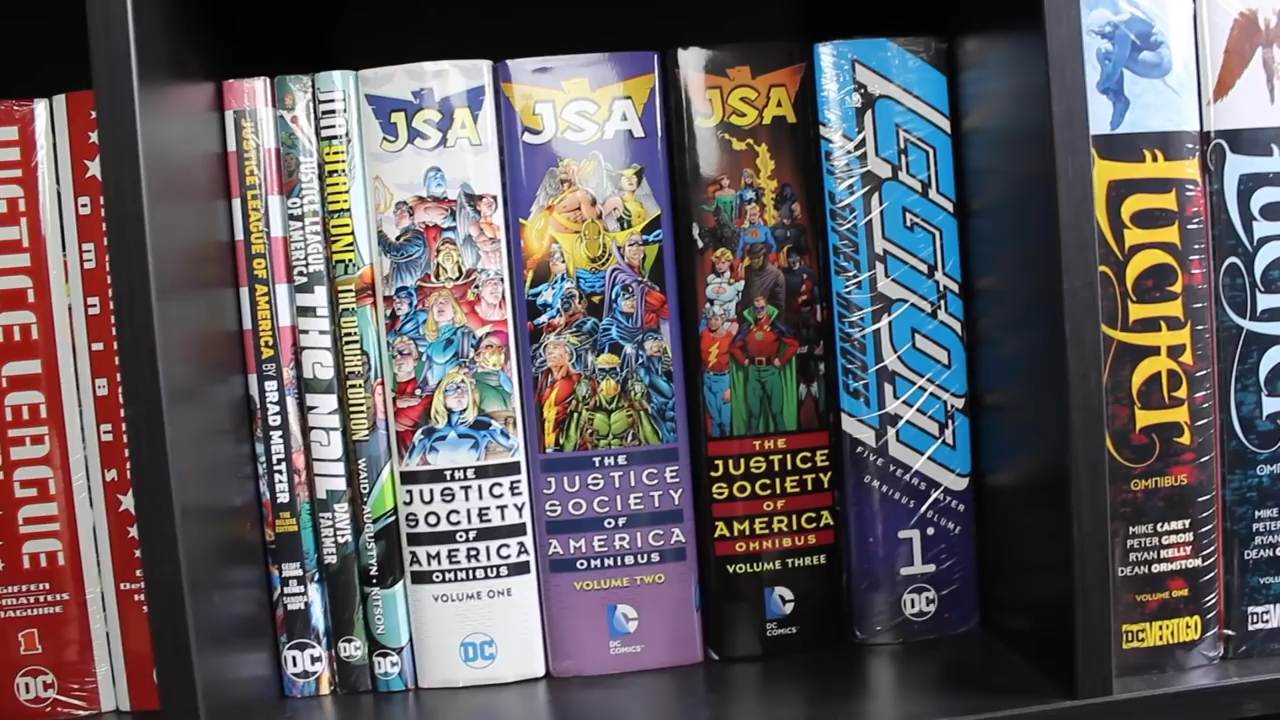 JUSTICE LEAGUE
GIFFEN
DEMATTEIS
MAGUIRE
1
DC
omnibus
JUSTICE LEAGUE OF AMERICA BY BRAD MELTZER
THE
DELUXE
EDITION
GEOFF
JOHNS
ED
BENES
SANDRA
HOPE
DC
JUSTICE LEAGUE
OF AMERICA
THE NAIL
DAVIS
FARMER
DC
JLA YEAR ONE
THE DELUXE EDITION
WAID AUGUSTYN KITSON
DC
JSA
THE
JUSTICE
SOCIETY
OF
AMERICA
OMNIBUS
VOLUME ONE
DC
JSA
THE
JUSTICE
SOCIETY
OF
AMERICA
OMNIBUS
VOLUME TWO
DC
COMICS™
JSA
THE
JUSTICE
SOCIETY
OF
AMERICA
OMNIBUS
VOLUME THREE
DC
COMICS™
LEGION
FIVE YEARS LATER
OMNIBUS VOLUME
1
DC
Lucifer
OMNIBUS
MIKE CAREY
PETER GROSS
RYAN KELLY
DEAN ORMSTON
VOLUME ONE
DC VERTIGO
MIKE
PETER
RYAN
DEAN